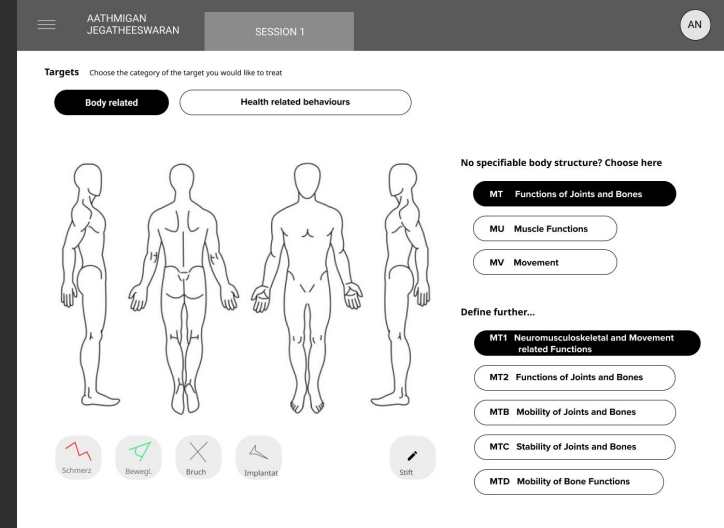 AATHMIGAN
JEGATHEESWARAN
SESSION 1
AN
Targets Choose the category of the target you would like to treat
Body related
Health related behaviours
No specifiable body structure? Choose here
MT Functions of Joints and Bones
MU Muscle Functions
MV Movement
Define further...
MT1 Neuromusculoskeletal and Movement
related Functions
MT2 Functions of Joints and Bones
MTB Mobility of Joints and Bones
MTC Stability of Joints and Bones
MTD Mobility of Bone Functions
Schmerz
Bewegl.
Bruch
Implantat
Stift